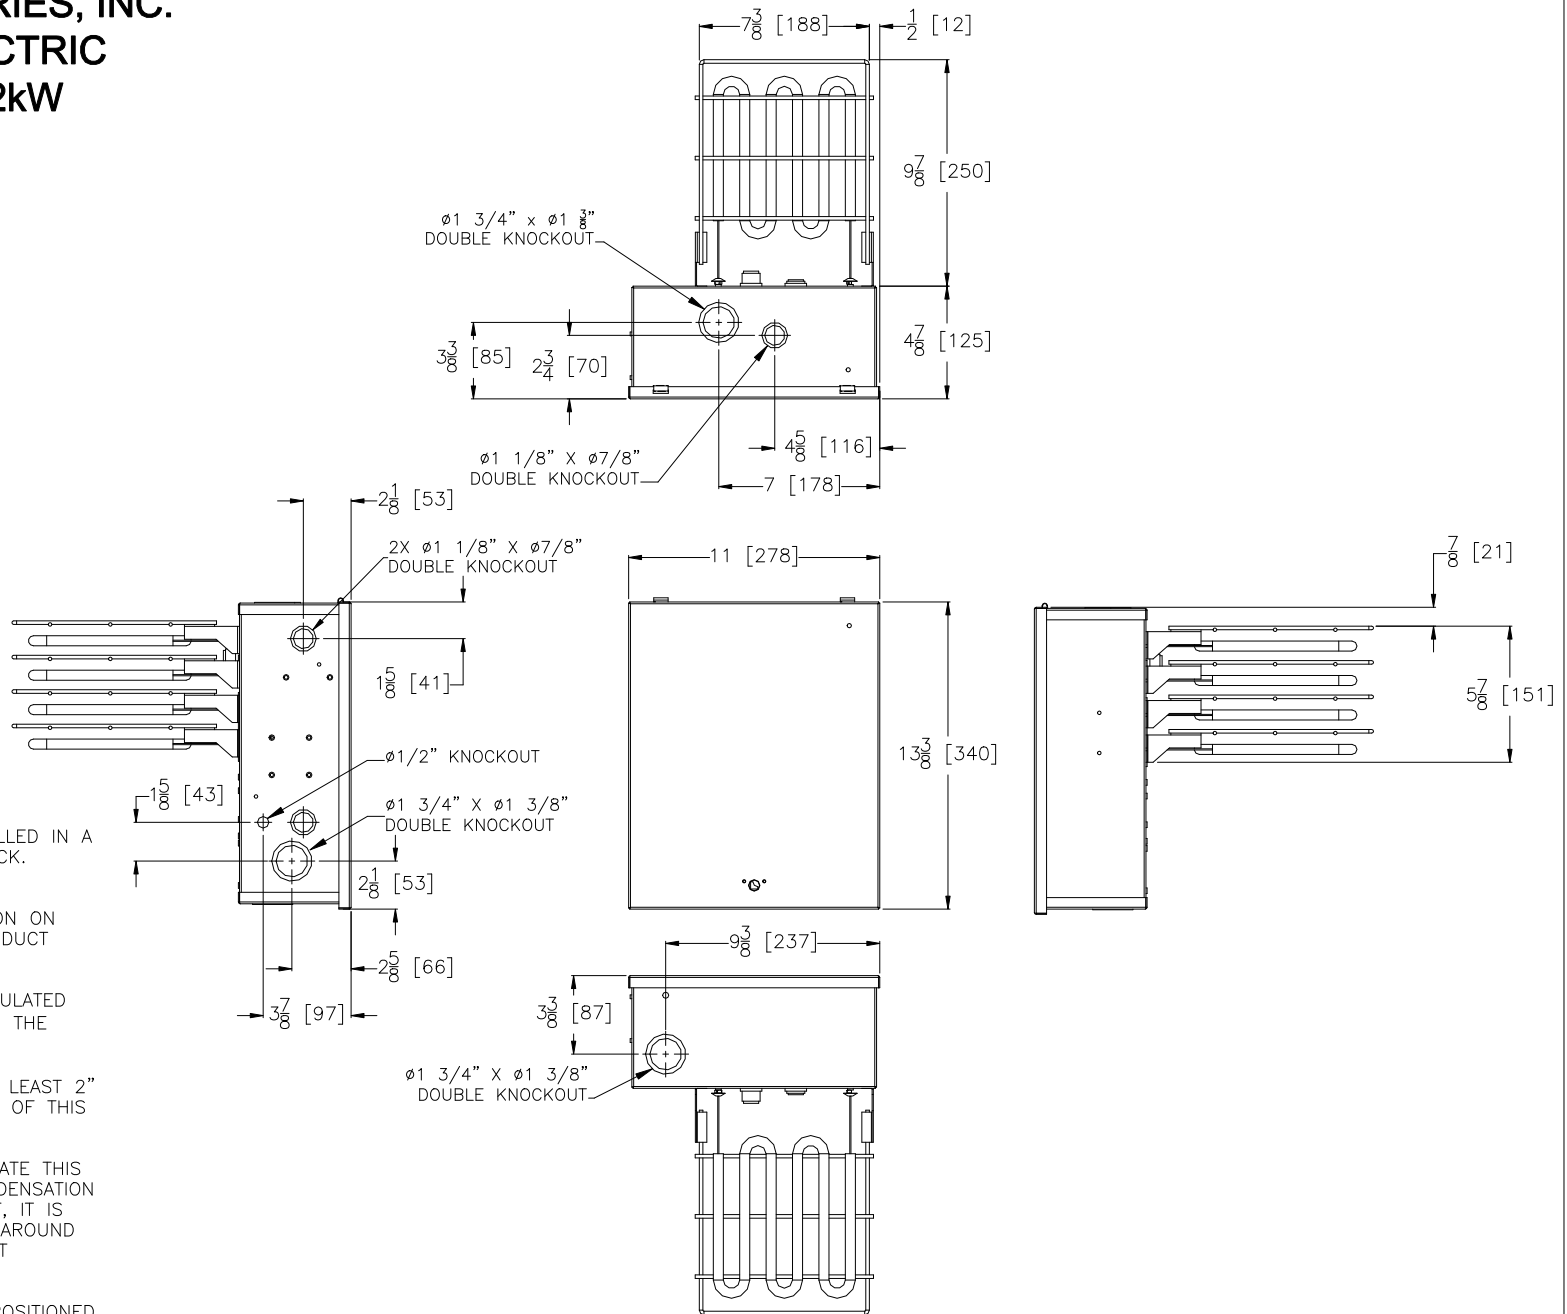 RIES, INC.
CTRIC
2kW
7 3/8 [188]
1/2 [12]
9 7/8 [250]
ø1 3/4" x ø1 3/8"
DOUBLE KNOCKOUT
3 3/8 [85]
2 3/4 [70]
4 7/8 [125]
4 5/8 [116]
ø1 1/8" X ø7/8"
DOUBLE KNOCKOUT
7 [178]
2 1/8 [53]
2X ø1 1/8" X ø7/8"
DOUBLE KNOCKOUT
11 [278]
7/8 [21]
1 5/8 [41]
5 7/8 [151]
13 3/8 [340]
ø1/2" KNOCKOUT
1 5/8 [43]
ø1 3/4" X ø1 3/8"
DOUBLE KNOCKOUT
2 1/8 [53]
2 5/8 [66]
3 7/8 [97]
9 3/8 [237]
3 3/8 [87]
ø1 3/4" X ø1 3/8"
DOUBLE KNOCKOUT
LLED IN A
CK.
ON ON
DUCT
ULATED
THE
LEAST 2"
OF THIS
ATE THIS
DENSATION
, IT IS
AROUND
T
POSITIONED